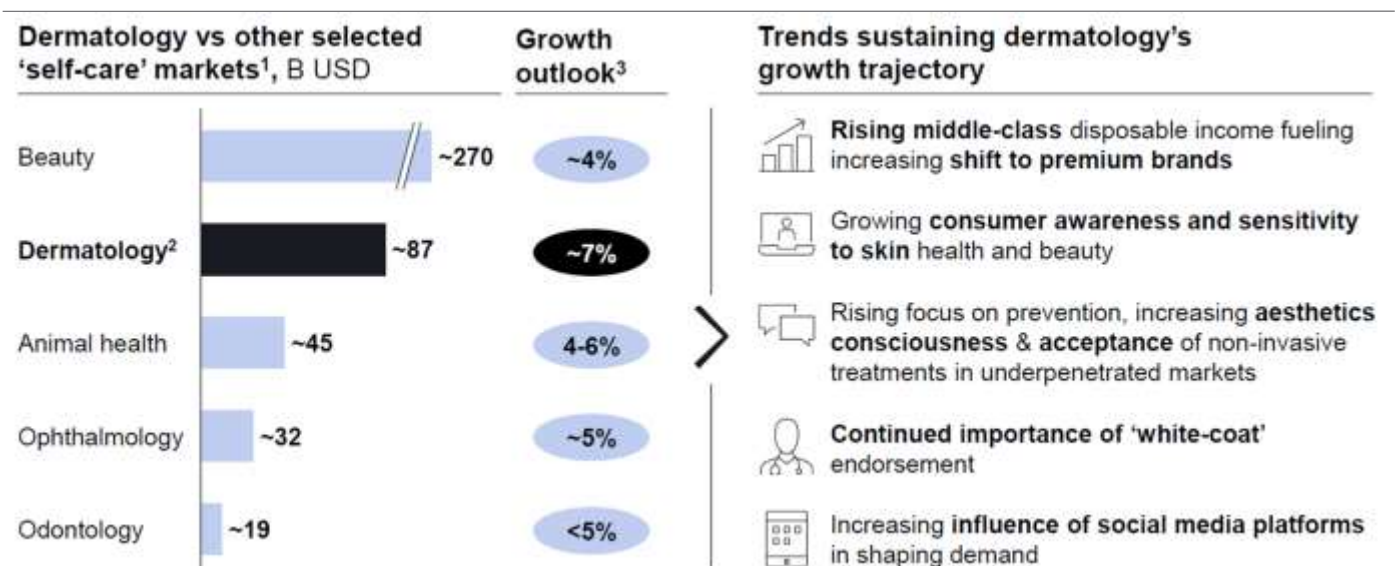 Dermatology vs other selected
‘self-care’ markets¹, B USD
Growth
outlook³
Trends sustaining dermatology’s
growth trajectory
Beauty
~270
~4%
Dermatology²
~87
~7%
Animal health
~45
4-6%
Ophthalmology
~32
~5%
Odontology
~19
<5%
Rising middle-class disposable income fueling
increasing shift to premium brands
Growing consumer awareness and sensitivity
to skin health and beauty
Rising focus on prevention, increasing aesthetics
consciousness & acceptance of non-invasive
treatments in underpenetrated markets
Continued importance of ‘white-coat’
endorsement
Increasing influence of social media platforms
in shaping demand